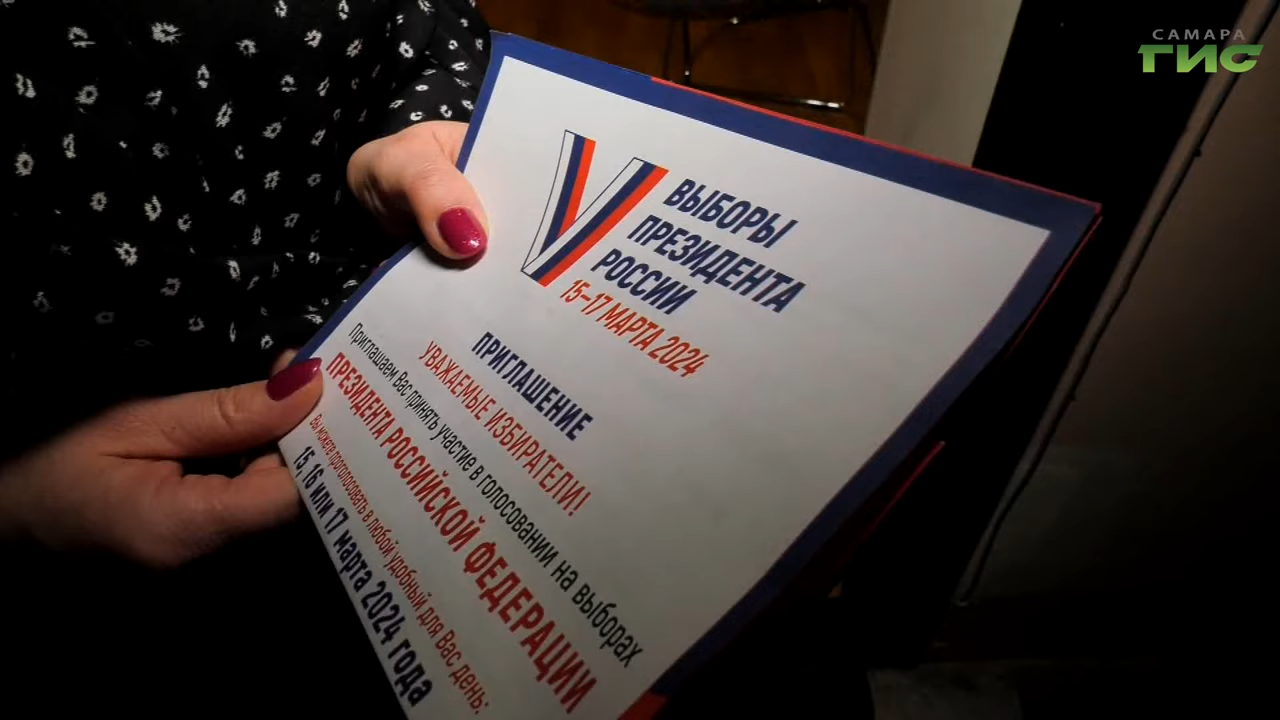 САМАРА
ГИС
ВЫБОРЫ
ПРЕЗИДЕНТА
РОССИИ
15–17 МАРТА 2024
ПРИГЛАШЕНИЕ
УВАЖАЕМЫЕ ИЗБИРАТЕЛИ!
Приглашаем Вас принять участие в голосовании на выборах
ПРЕЗИДЕНТА РОССИЙСКОЙ ФЕДЕРАЦИИ
Вы можете проголосовать в любой удобный для Вас день:
15, 16 или 17 марта 2024 года